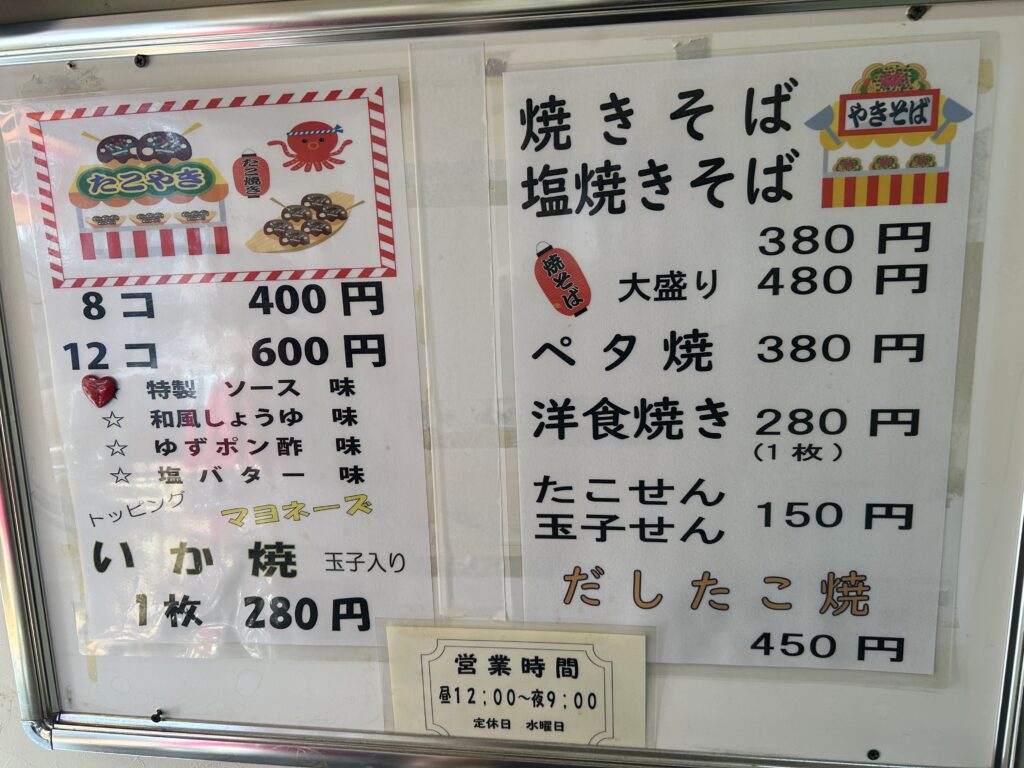 たこやき
たこ焼き
8コ 400円
12コ 600円
特製 ソース 味
☆ 和風しょうゆ 味
☆ ゆずポン酢 味
☆ 塩バター 味
トッピング マヨネーズ
いか焼 玉子入り
1枚 280円
焼きそば
やきそば
塩焼きそば
380円
焼そば
大盛り 480円
ペタ焼 380円
洋食焼き 280円
(1枚)
たこせん
玉子せん 150円
だしたこ焼
450円
営業時間
昼12;00〜夜9;00
定休日 水曜日